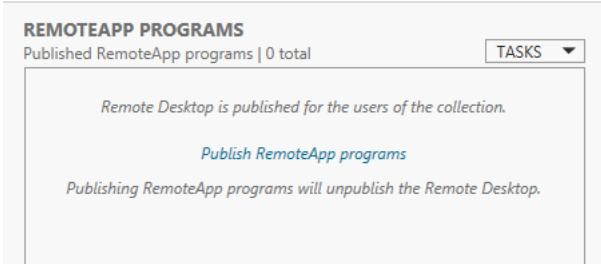 REMOTEAPP PROGRAMS
Published RemoteApp programs | 0 total
TASKS
Remote Desktop is published for the users of the collection.
Publish RemoteApp programs
Publishing RemoteApp programs will unpublish the Remote Desktop.